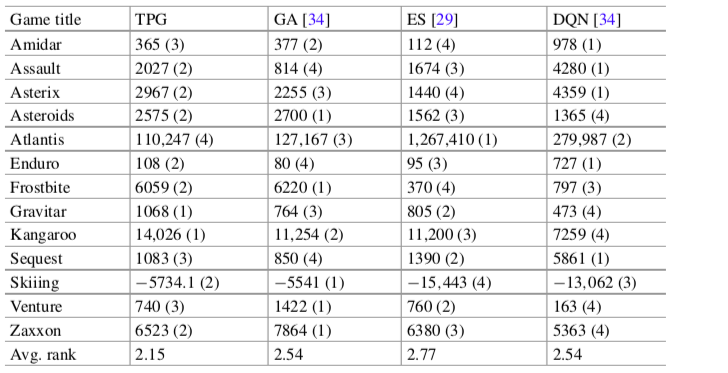 Game title TPG GA [34] ES [29] DQN [34]
Amidar 365 (3) 377 (2) 112 (4) 978 (1)
Assault 2027 (2) 814 (4) 1674 (3) 4280 (1)
Asterix 2967 (2) 2255 (3) 1440 (4) 4359 (1)
Asteroids 2575 (2) 2700 (1) 1562 (3) 1365 (4)
Atlantis 110,247 (4) 127,167 (3) 1,267,410 (1) 279,987 (2)
Enduro 108 (2) 80 (4) 95 (3) 727 (1)
Frostbite 6059 (2) 6220 (1) 370 (4) 797 (3)
Gravitar 1068 (1) 764 (3) 805 (2) 473 (4)
Kangaroo 14,026 (1) 11,254 (2) 11,200 (3) 7259 (4)
Sequest 1083 (3) 850 (4) 1390 (2) 5861 (1)
Skiiing −5734.1 (2) −5541 (1) −15,443 (4) −13,062 (3)
Venture 740 (3) 1422 (1) 760 (2) 163 (4)
Zaxxon 6523 (2) 7864 (1) 6380 (3) 5363 (4)
Avg. rank 2.15 2.54 2.77 2.54